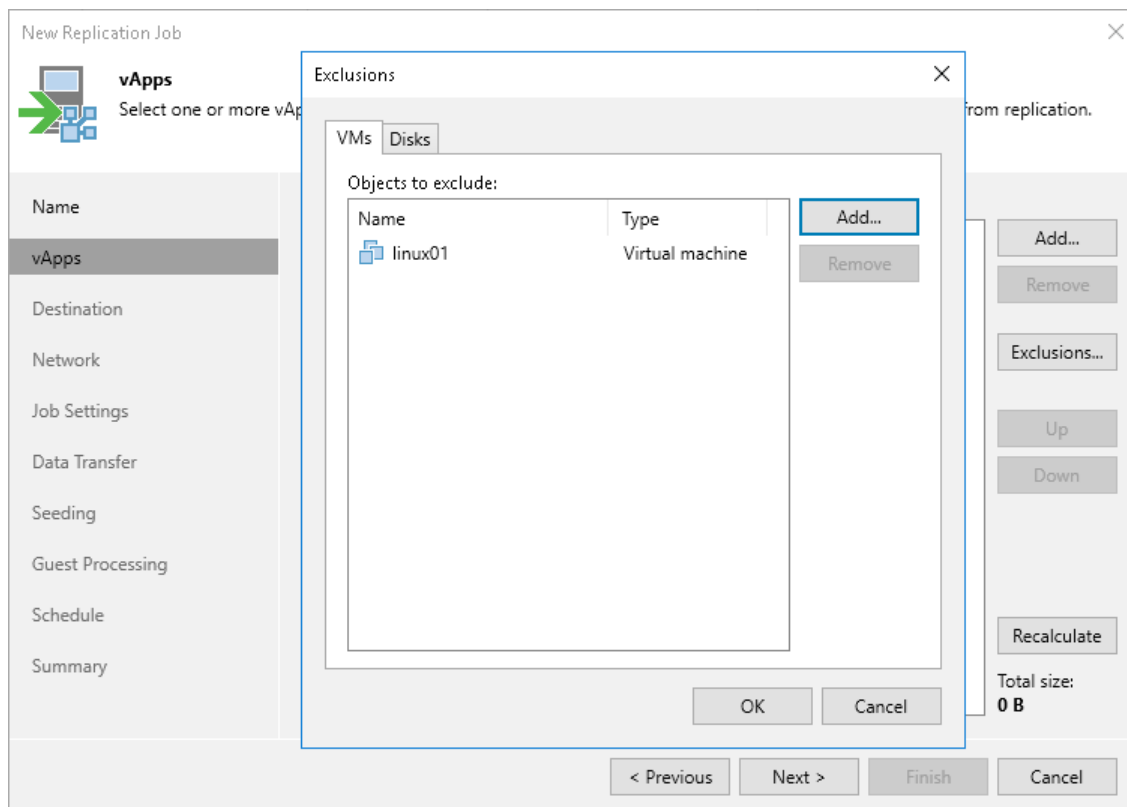 New Replication Job
vApps
Select one or more vAp
from replication.
Name
vApps
Destination
Network
Job Settings
Data Transfer
Seeding
Guest Processing
Schedule
Summary
Exclusions
VMs Disks
Objects to exclude:
Name Type
linux01 Virtual machine
Add...
Remove
OK Cancel
Add...
Remove
Exclusions...
Up
Down
Recalculate
Total size:
0 B
< Previous Next > Finish Cancel